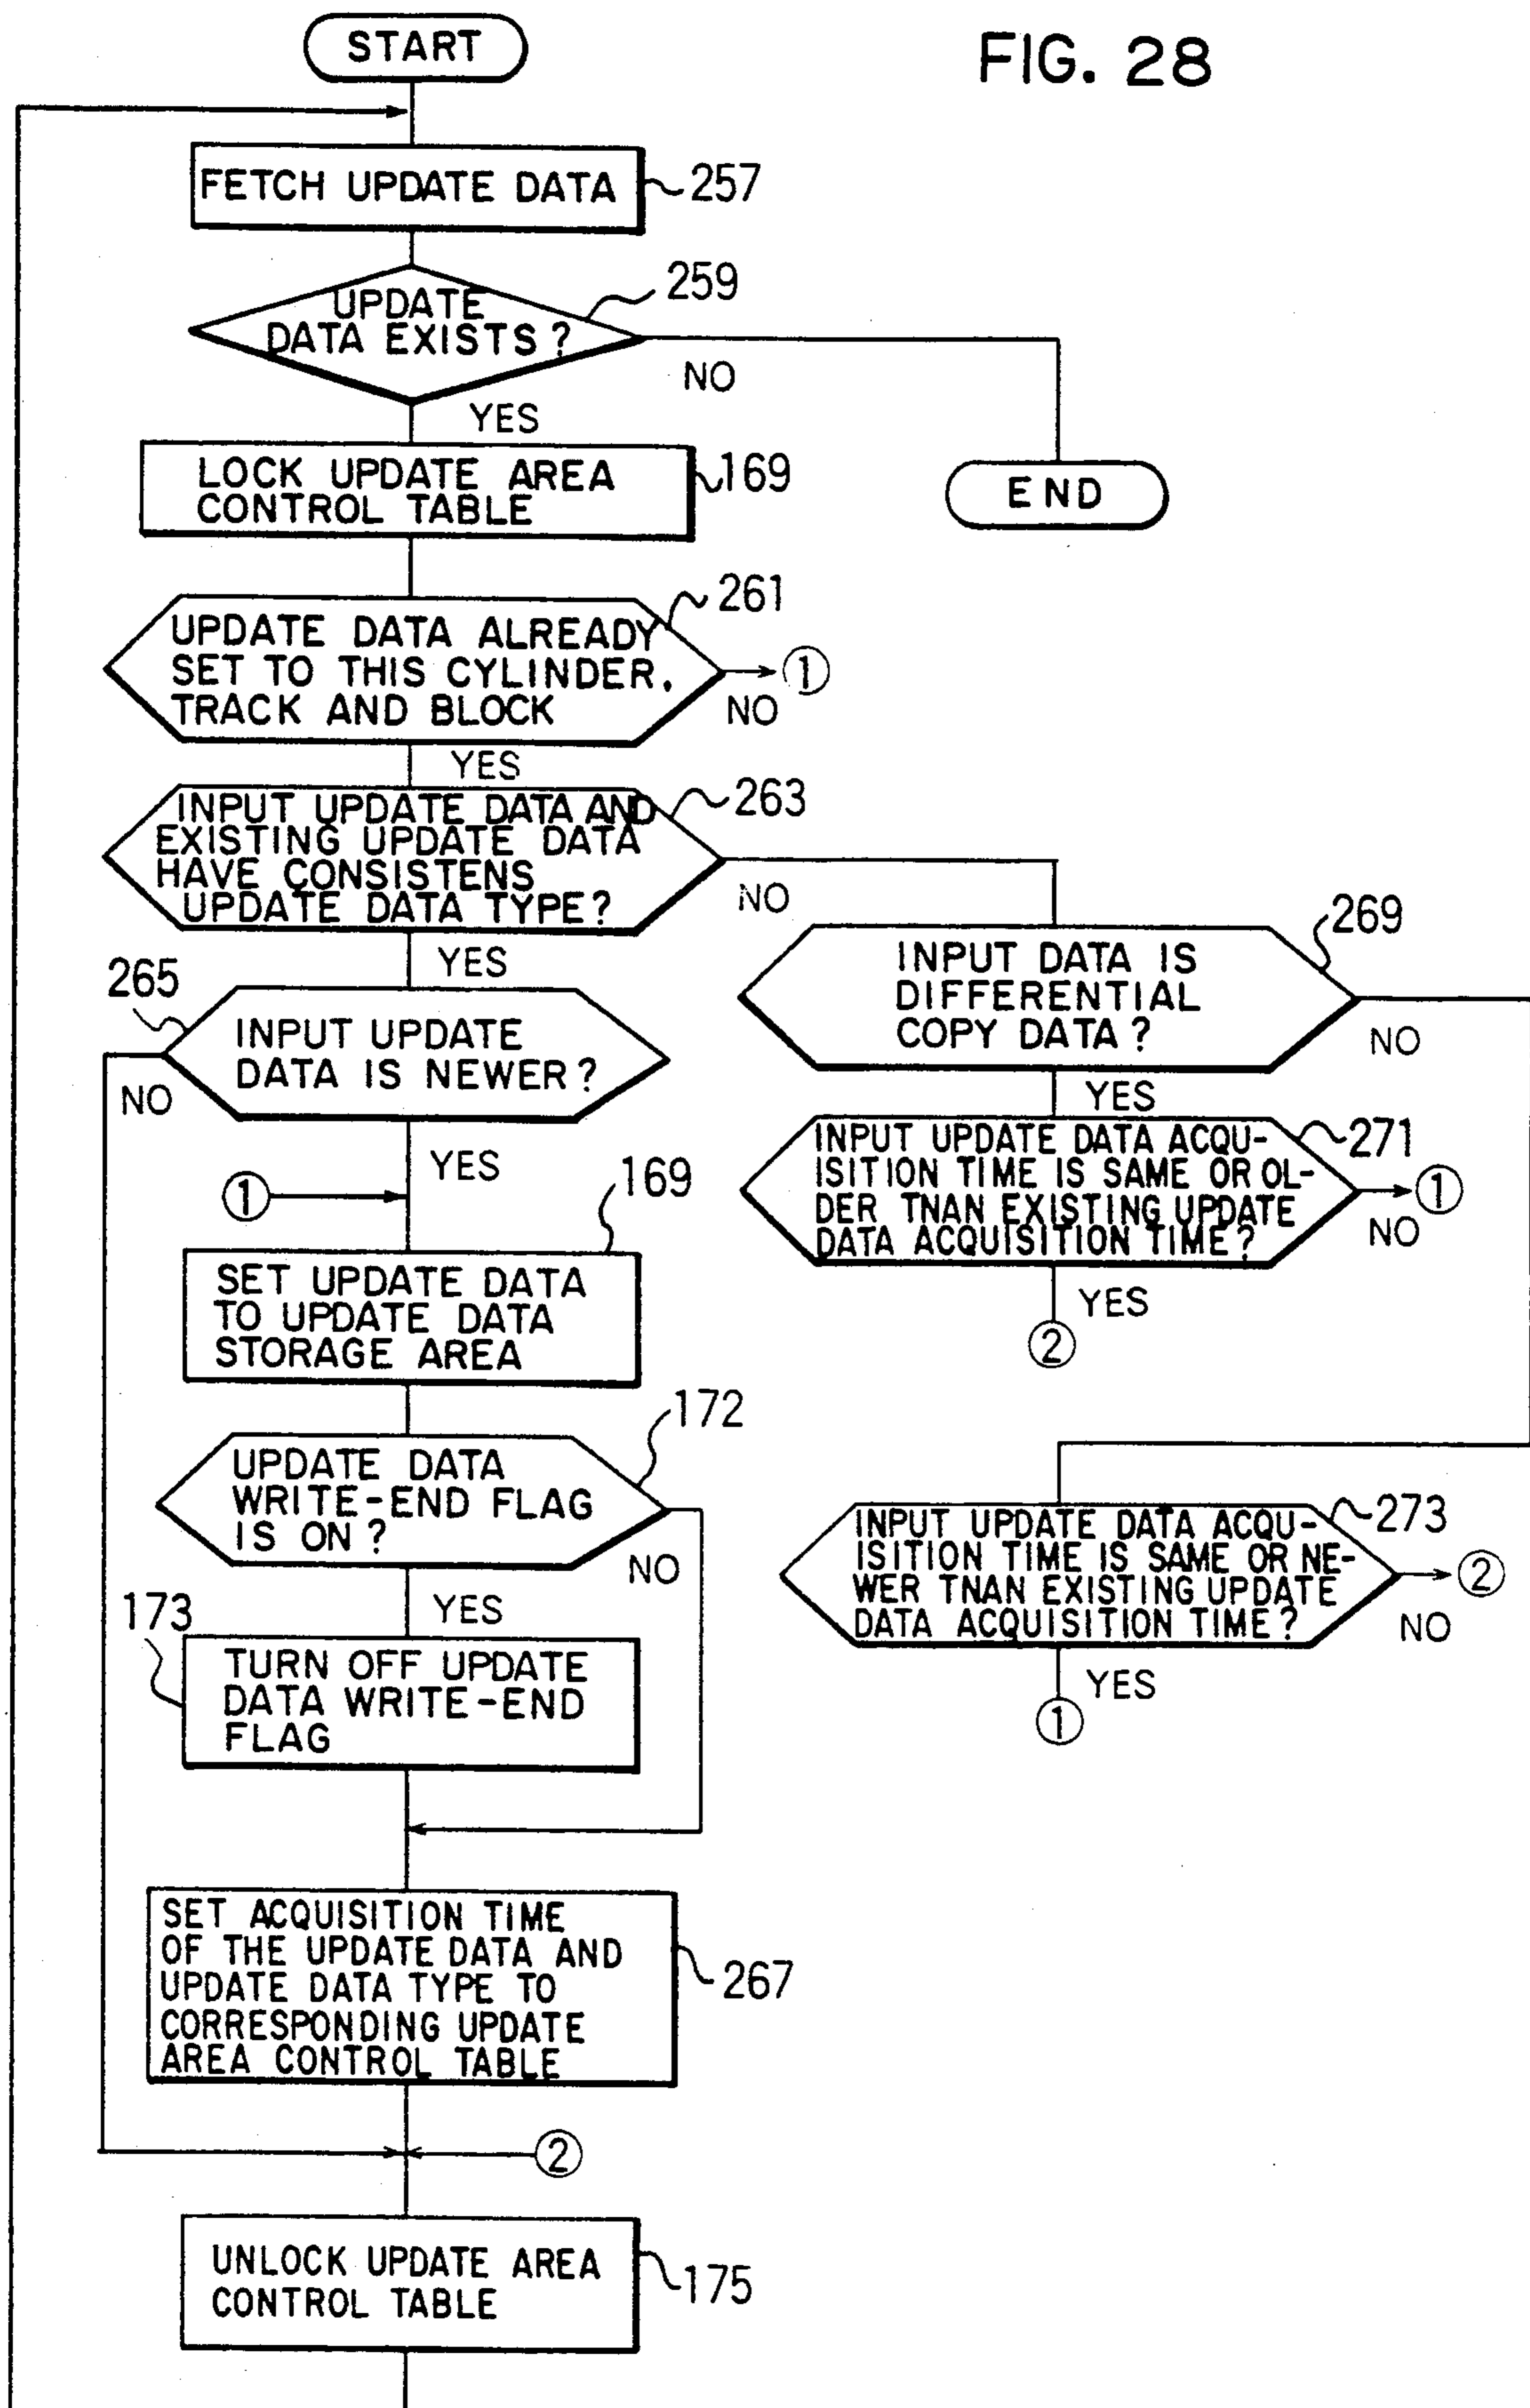 FIG. 28
START
FETCH UPDATE DATA
257
UPDATE
DATA EXISTS?
259
NO
YES
END
LOCK UPDATE AREA
CONTROL TABLE
169
UPDATE DATA ALREADY
SET TO THIS CYLINDER,
TRACK AND BLOCK
261
1
NO
YES
INPUT UPDATE DATA AND
EXISTING UPDATE DATA
HAVE CONSISTENS
UPDATE DATA TYPE?
263
NO
YES
265
INPUT UPDATE
DATA IS NEWER?
NO
YES
INPUT DATA IS
DIFFERENTIAL
COPY DATA?
269
NO
YES
INPUT UPDATE DATA ACQU-
ISITION TIME IS SAME OR OL-
DER TNAN EXISTING UPDATE
DATA ACQUISITION TIME?
271
1
NO
YES
2
1
169
SET UPDATE DATA
TO UPDATE DATA
STORAGE AREA
172
UPDATE DATA
WRITE-END FLAG
IS ON?
NO
YES
INPUT UPDATE DATA ACQU-
ISITION TIME IS SAME OR NE-
WER TNAN EXISTING UPDATE
DATA ACQUISITION TIME?
273
2
NO
YES
1
173
TURN OFF UPDATE
DATA WRITE-END
FLAG
SET ACQUISITION TIME
OF THE UPDATE DATA AND
UPDATE DATA TYPE TO
CORRESPONDING UPDATE
AREA CONTROL TABLE
267
2
UNLOCK UPDATE AREA
CONTROL TABLE
175